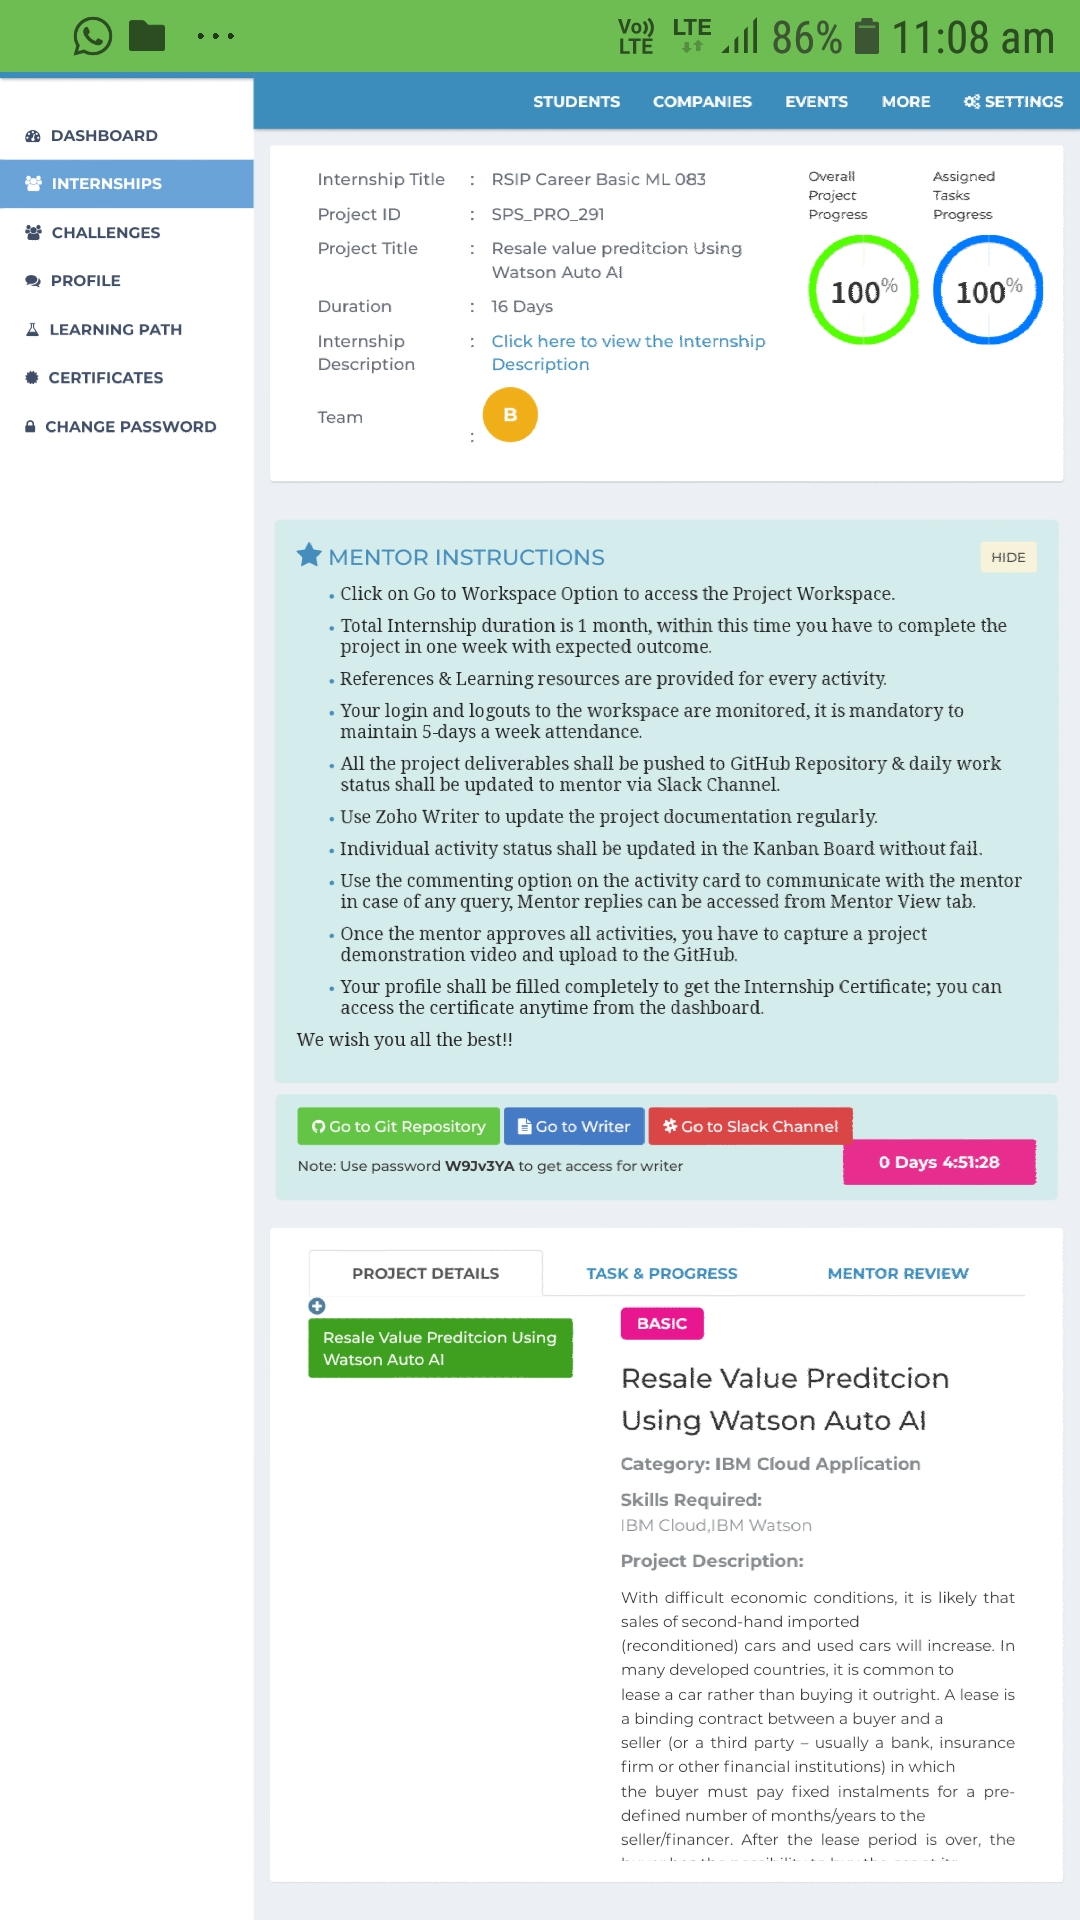 Vo)) LTE LTE 86% 11:08 am
STUDENTS COMPANIES EVENTS MORE SETTINGS
DASHBOARD
INTERNSHIPS
CHALLENGES
PROFILE
LEARNING PATH
CERTIFICATES
CHANGE PASSWORD
Internship Title : RSIP Career Basic ML 083
Project ID : SPS_PRO_291
Project Title : Resale value preditcion Using
Watson Auto AI
Duration : 16 Days
Internship : Click here to view the Internship
Description Description
Team : B
Overall
Project
Progress
100%
Assigned
Tasks
Progress
100%
MENTOR INSTRUCTIONS
HIDE
• Click on Go to Workspace Option to access the Project Workspace.
• Total Internship duration is 1 month, within this time you have to complete the
project in one week with expected outcome.
• References & Learning resources are provided for every activity.
• Your login and logouts to the workspace are monitored, it is mandatory to
maintain 5-days a week attendance.
• All the project deliverables shall be pushed to GitHub Repository & daily work
status shall be updated to mentor via Slack Channel.
• Use Zoho Writer to update the project documentation regularly.
• Individual activity status shall be updated in the Kanban Board without fail.
• Use the commenting option on the activity card to communicate with the mentor
in case of any query, Mentor replies can be accessed from Mentor View tab.
• Once the mentor approves all activities, you have to capture a project
demonstration video and upload to the GitHub.
• Your profile shall be filled completely to get the Internship Certificate; you can
access the certificate anytime from the dashboard.
We wish you all the best!!
Go to Git Repository Go to Writer Go to Slack Channel
Note: Use password W9Jv3YA to get access for writer
0 Days 4:51:28
PROJECT DETAILS TASK & PROGRESS MENTOR REVIEW
Resale Value Preditcion Using
Watson Auto AI
BASIC
Resale Value Preditcion
Using Watson Auto AI
Category: IBM Cloud Application
Skills Required:
IBM Cloud,IBM Watson
Project Description:
With difficult economic conditions, it is likely that
sales of second-hand imported
(reconditioned) cars and used cars will increase. In
many developed countries, it is common to
lease a car rather than buying it outright. A lease is
a binding contract between a buyer and a
seller (or a third party – usually a bank, insurance
firm or other financial institutions) in which
the buyer must pay fixed instalments for a pre-
defined number of months/years to the
seller/financer. After the lease period is over, the